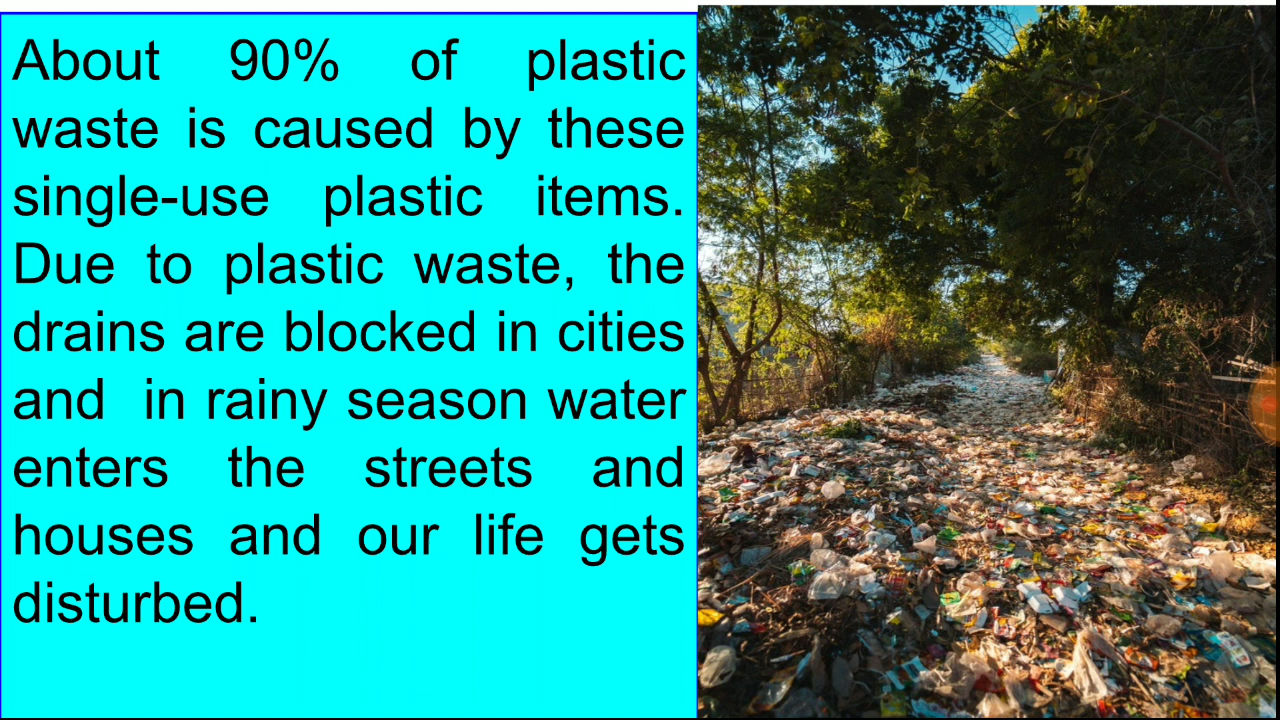 About 90% of plastic
waste is caused by these
single-use plastic items.
Due to plastic waste, the
drains are blocked in cities
and in rainy season water
enters the streets and
houses and our life gets
disturbed.